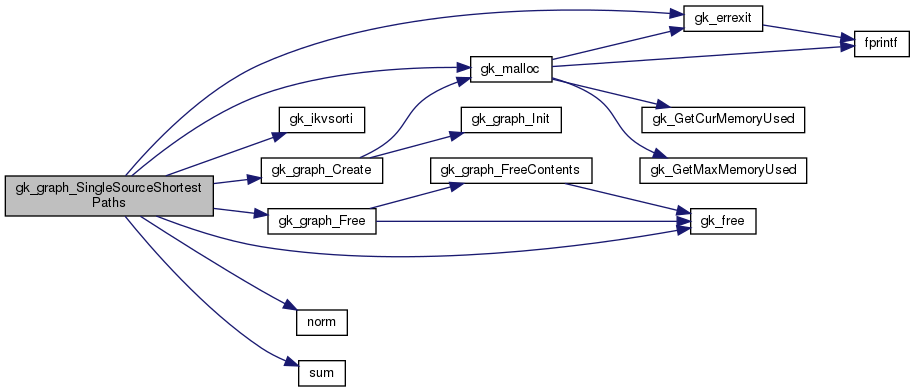 gk_errexit
fprintf
gk_malloc
gk_ikvsorti
gk_graph_Init
gk_GetCurMemoryUsed
gk_graph_Create
gk_graph_FreeContents
gk_GetMaxMemoryUsed
gk_graph_SingleSourceShortest
Paths
gk_graph_Free
gk_free
norm
sum